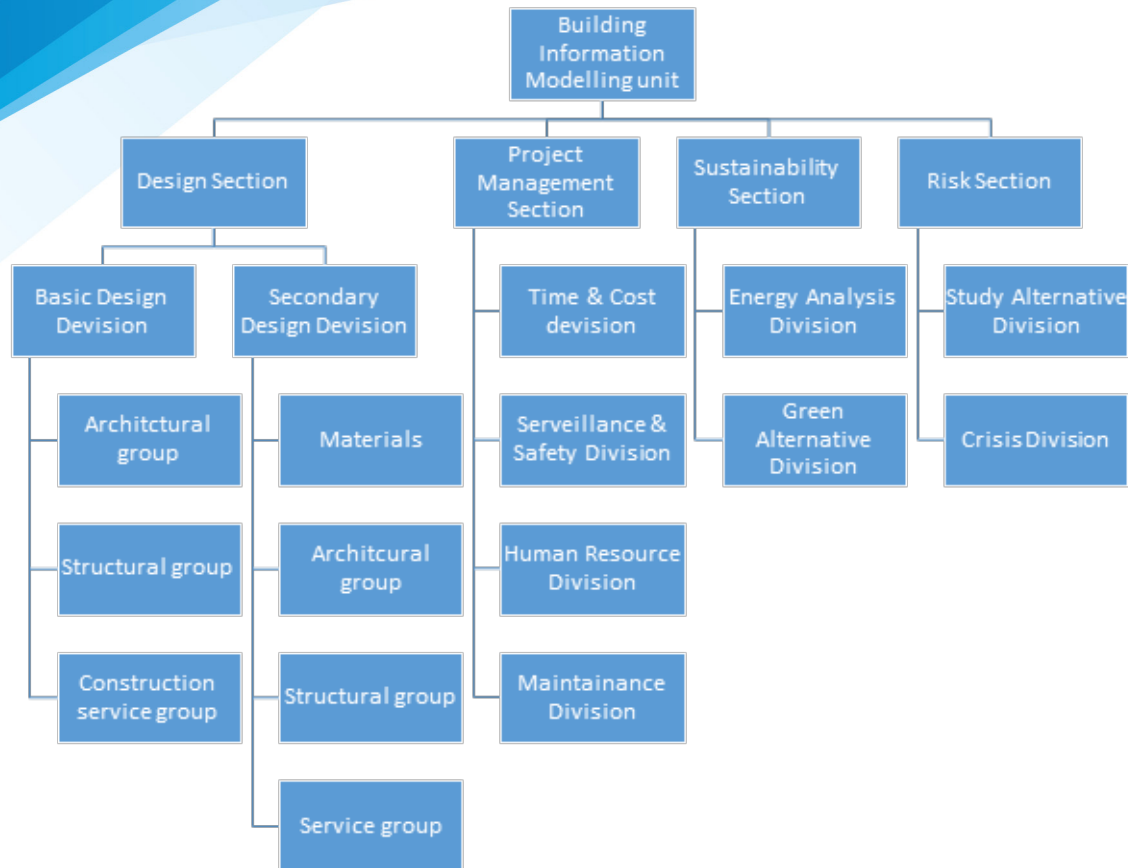 Building
Information
Modelling unit
Design Section
Project
Management
Section
Sustainability
Section
Risk Section
Basic Design
Devision
Secondary
Design Devision
Time & Cost
devision
Energy Analysis
Division
Study Alternative
Division
Architctural
group
Materials
Serveillance &
Safety Division
Green
Alternative
Division
Crisis Division
Structural group
Architcural
group
Human Resource
Division
Construction
service group
Structural group
Maintainance
Division
Service group